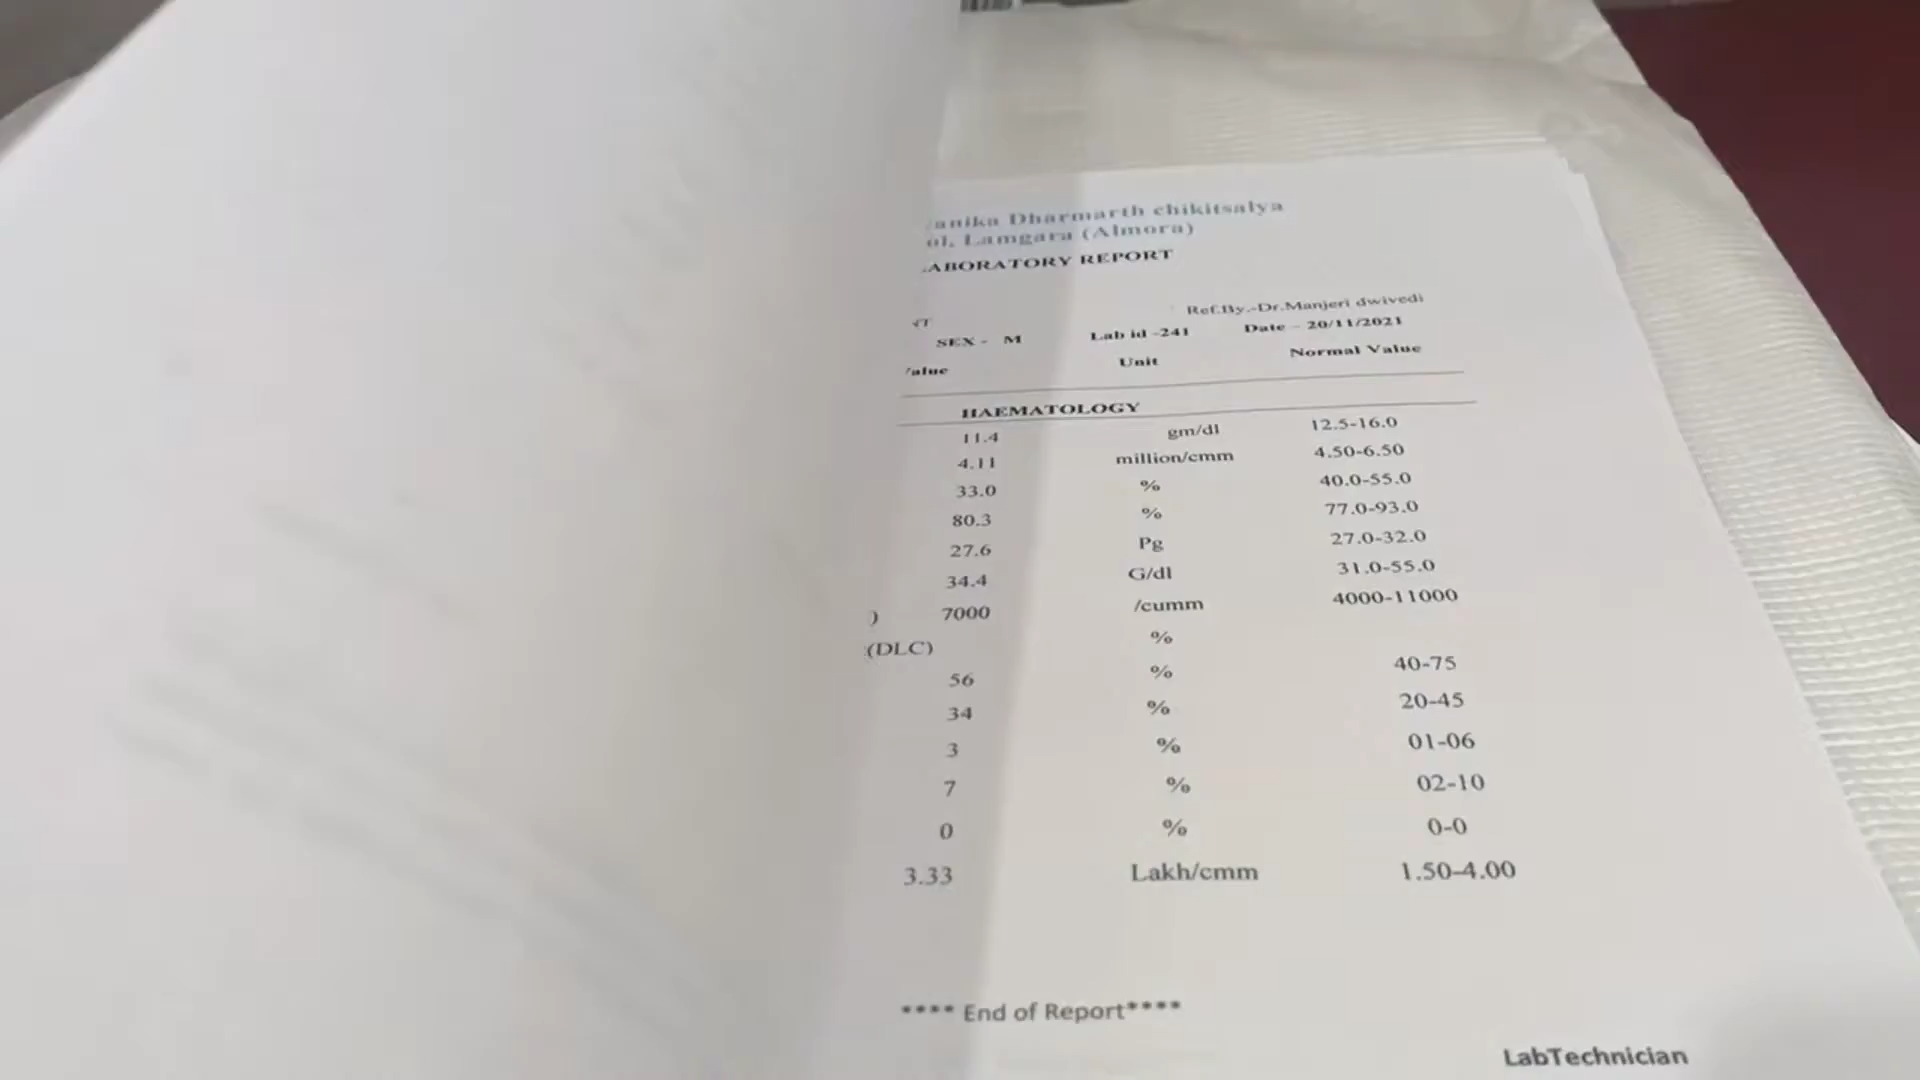 anika Dharmarth chikitsalya
ol, Lamgara (Almora)
ABORATORY REPORT
Ref.By.-Dr.Manjeri dwivedi
SEX - M Lab id -241 Date - 20/11/2021
alue Unit Normal Value
HAEMATOLOGY
11.4 gm/dl 12.5-16.0
4.11 million/cmm 4.50-6.50
33.0 % 40.0-55.0
80.3 % 77.0-93.0
27.6 Pg 27.0-32.0
34.4 G/dl 31.0-55.0
) 7000 /cumm 4000-11000
(DLC) %
56 % 40-75
34 % 20-45
3 % 01-06
7 % 02-10
0 % 0-0
3.33 Lakh/cmm 1.50-4.00
**** End of Report****
LabTechnician